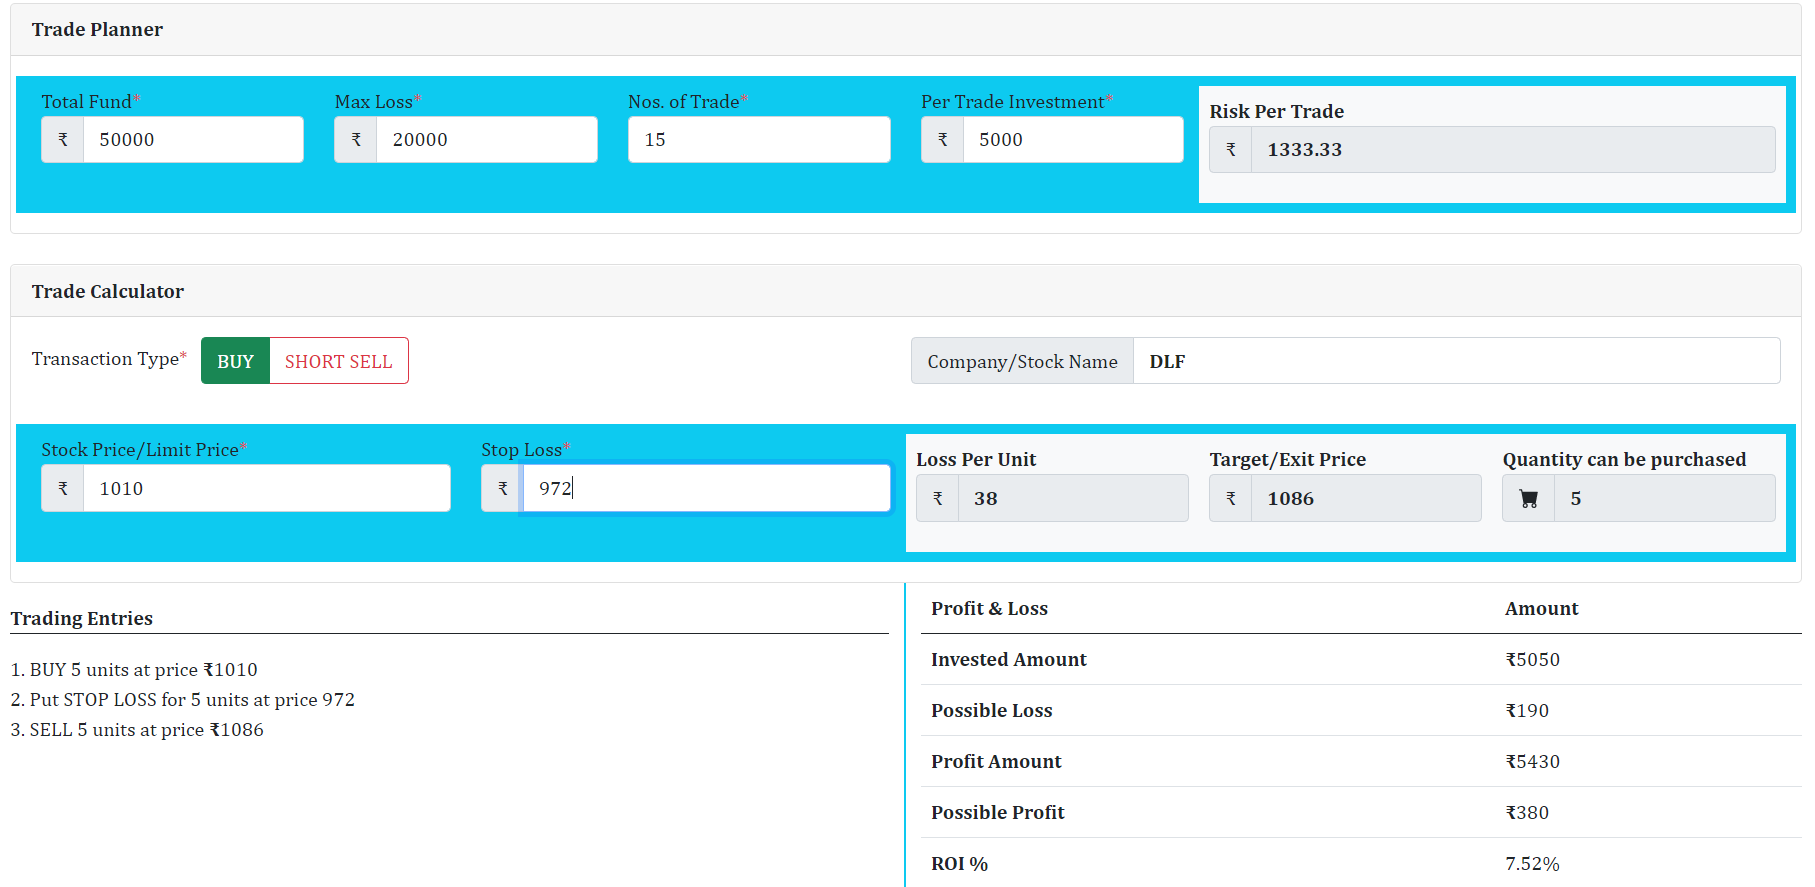 Trade Planner
Total Fund* Max Loss* Nos. of Trade* Per Trade Investment* Risk Per Trade
₹ 50000 ₹ 20000 15 ₹ 5000 ₹ 1333.33
Trade Calculator
Transaction Type* BUY SHORT SELL Company/Stock Name DLF
Stock Price/Limit Price* Stop Loss* Loss Per Unit Target/Exit Price Quantity can be purchased
₹ 1010 ₹ 972 ₹ 38 ₹ 1086 5
Trading Entries
1. BUY 5 units at price ₹1010
2. Put STOP LOSS for 5 units at price 972
3. SELL 5 units at price ₹1086
Profit & Loss Amount
Invested Amount ₹5050
Possible Loss ₹190
Profit Amount ₹5430
Possible Profit ₹380
ROI % 7.52%